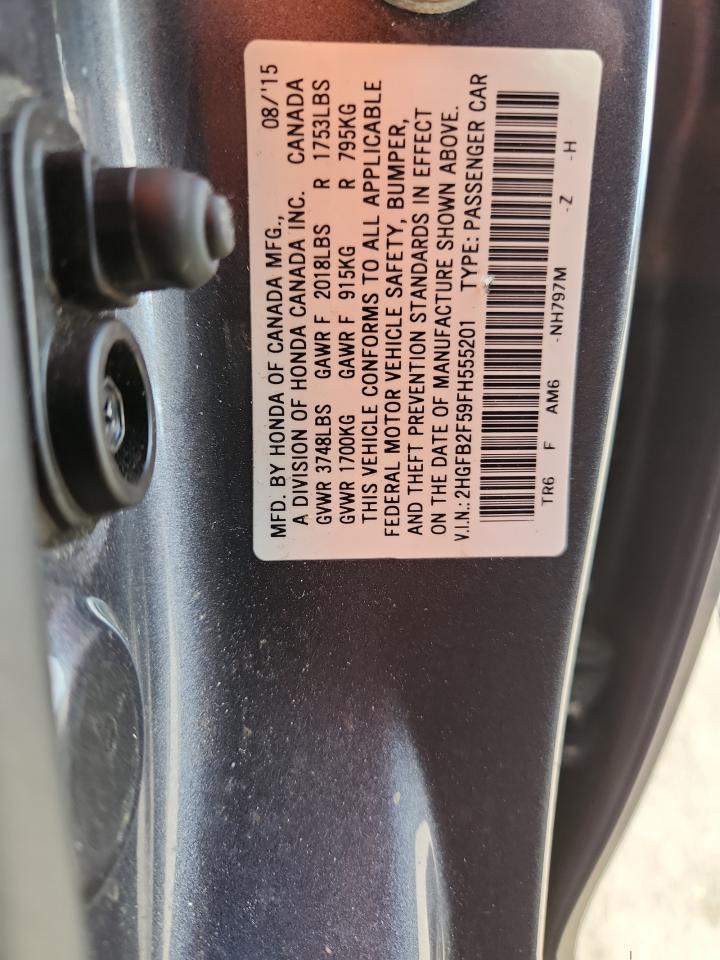 MFD. BY HONDA OF CANADA MFG., 08/'15
A DIVISION OF HONDA CANADA INC. CANADA
GVWR 3748LBS GAWR F 2018LBS R 1753LBS
GVWR 1700KG GAWR F 915KG R 795KG
THIS VEHICLE CONFORMS TO ALL APPLICABLE
FEDERAL MOTOR VEHICLE SAFETY, BUMPER,
AND THEFT PREVENTION STANDARDS IN EFFECT
ON THE DATE OF MANUFACTURE SHOWN ABOVE.
V.I.N.: 2HGFB2F59FH555201 TYPE: PASSENGER CAR
TR6 F AM6 -NH797M -Z -H